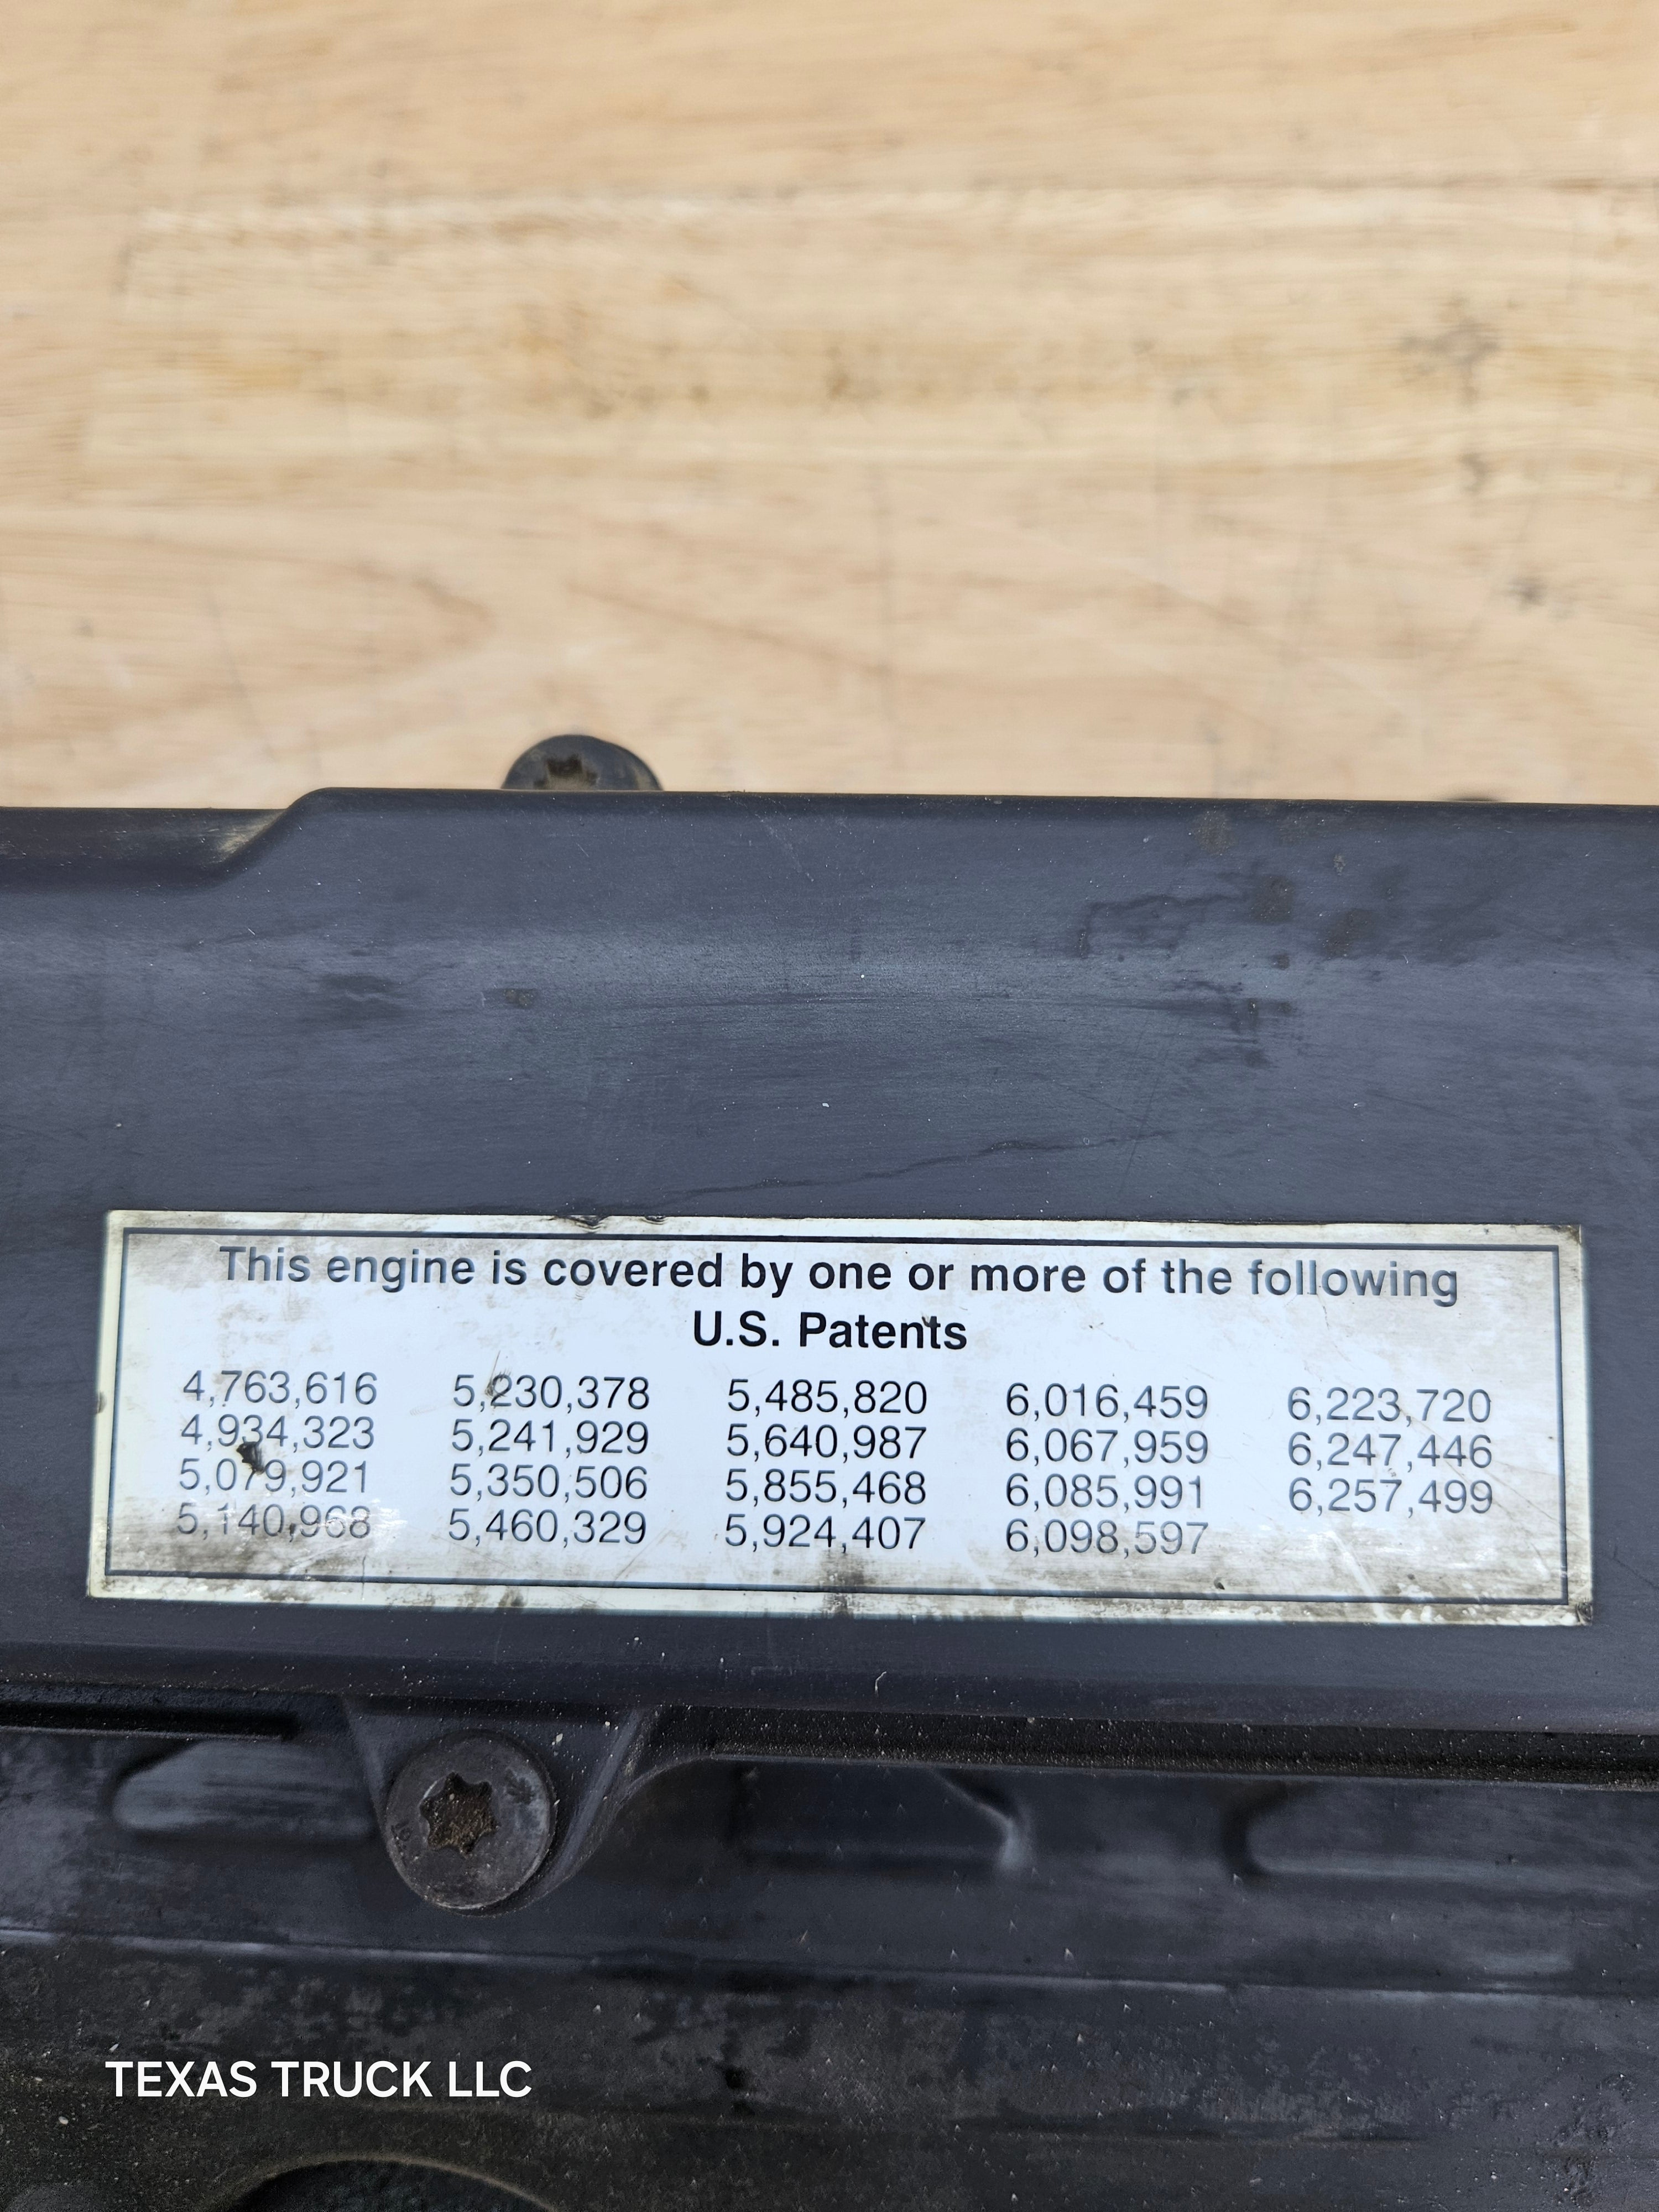 This engine is covered by one or more of the following
U.S. Patents
4,763,616 5,230,378 5,485,820 6,016,459 6,223,720
4,934,323 5,241,929 5,640,987 6,067,959 6,247,446
5,079,921 5,350,506 5,855,468 6,085,991 6,257,499
5,140,968 5,460,329 5,924,407 6,098,597
TEXAS TRUCK LLC